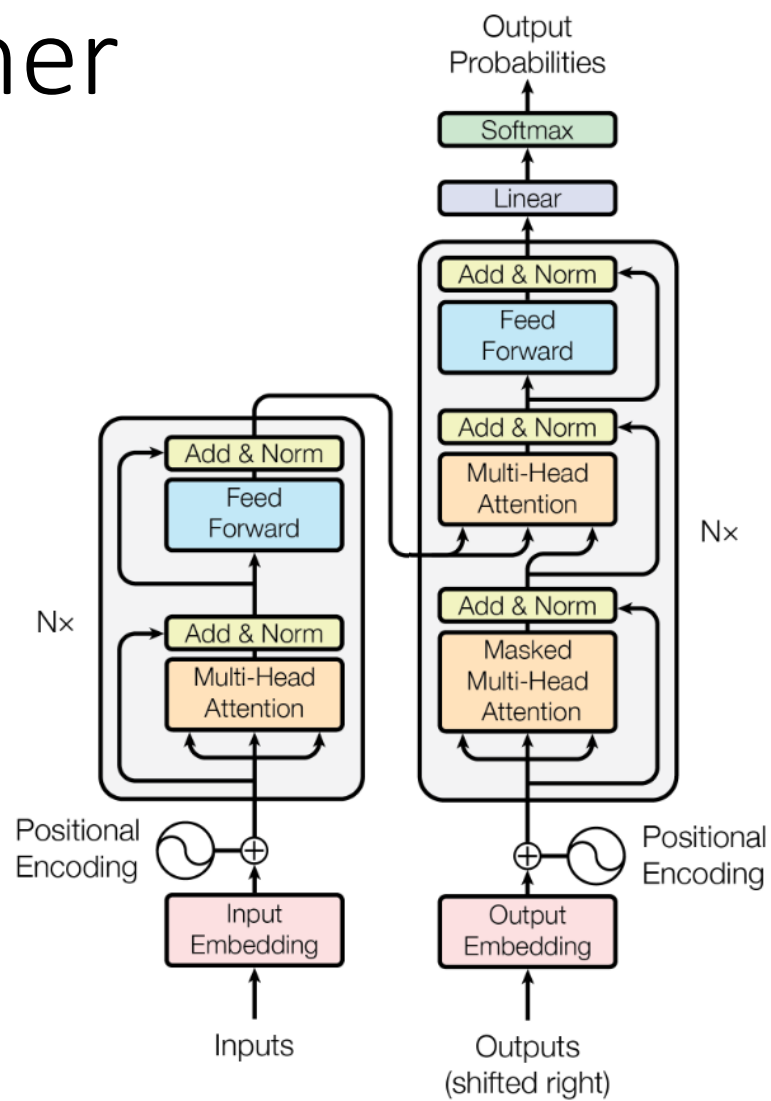 ner
Output
Probabilities
Softmax
Linear
Add & Norm
Feed
Forward
Add & Norm
Multi-Head
Attention
Add & Norm
Masked
Multi-Head
Attention
Nx
Add & Norm
Feed
Forward
Add & Norm
Multi-Head
Attention
Nx
Positional
Encoding
Positional
Encoding
Input
Embedding
Output
Embedding
Inputs
Outputs
(shifted right)